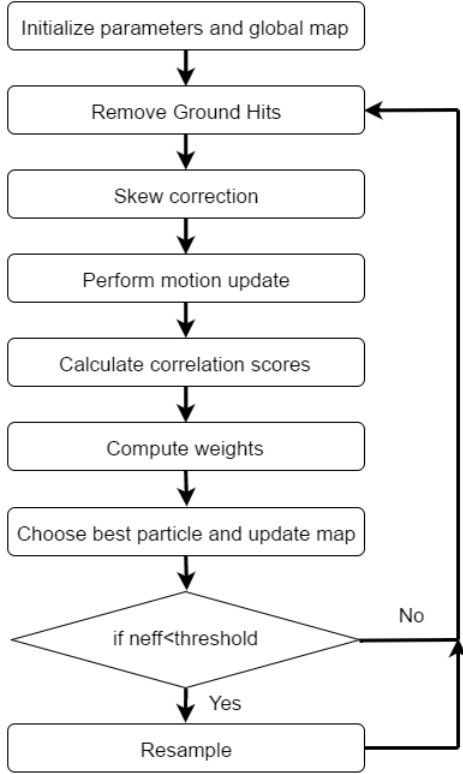 Initialize parameters and global map
Remove Ground Hits
Skew correction
Perform motion update
Calculate correlation scores
Compute weights
Choose best particle and update map
if neff<threshold
No
Yes
Resample